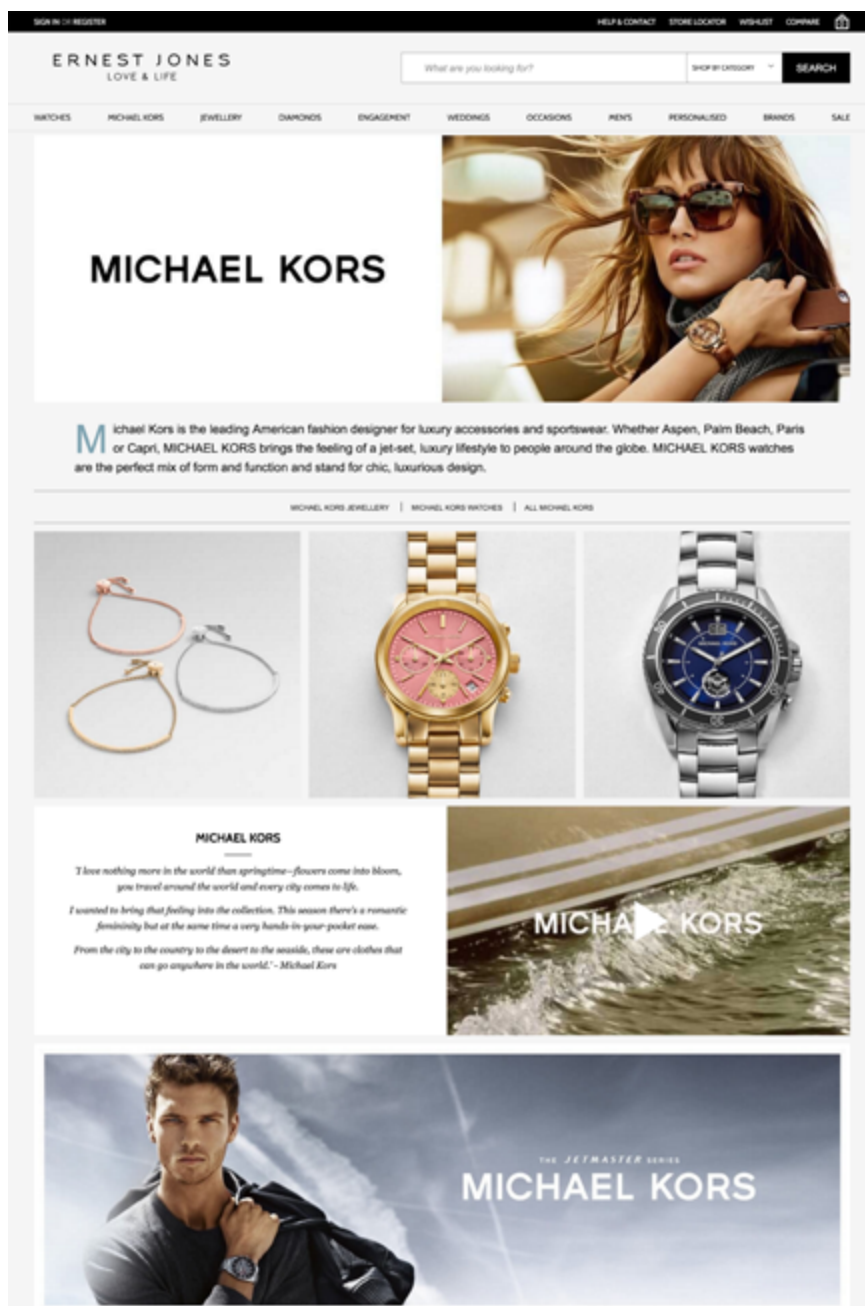 SIGN IN OR REGISTER
HELP & CONTACT STORE LOCATOR WISHLIST COMPARE
ERNEST JONES
LOVE & LIFE
What are you looking for?
SHOP BY CATEGORY
SEARCH
WATCHES MICHAEL KORS JEWELLERY DIAMONDS ENGAGEMENT WEDDINGS OCCASIONS MEN'S PERSONALISED BRANDS SALE
MICHAEL KORS
Michael Kors is the leading American fashion designer for luxury accessories and sportswear. Whether Aspen, Palm Beach, Paris
or Capri, MICHAEL KORS brings the feeling of a jet-set, luxury lifestyle to people around the globe. MICHAEL KORS watches
are the perfect mix of form and function and stand for chic, luxurious design.
MICHAEL KORS JEWELLERY | MICHAEL KORS WATCHES | ALL MICHAEL KORS
MICHAEL KORS
'I love nothing more in the world than springtime—flowers come into bloom,
you travel around the world and every city comes to life.
I wanted to bring that feeling into the collection. This season there's a romantic
femininity but at the same time a very hands-in-your-pocket ease.
From the city to the country to the desert to the seaside, these are clothes that
can go anywhere in the world.' - Michael Kors
MICHAEL KORS
THE JETMASTER SERIES
MICHAEL KORS